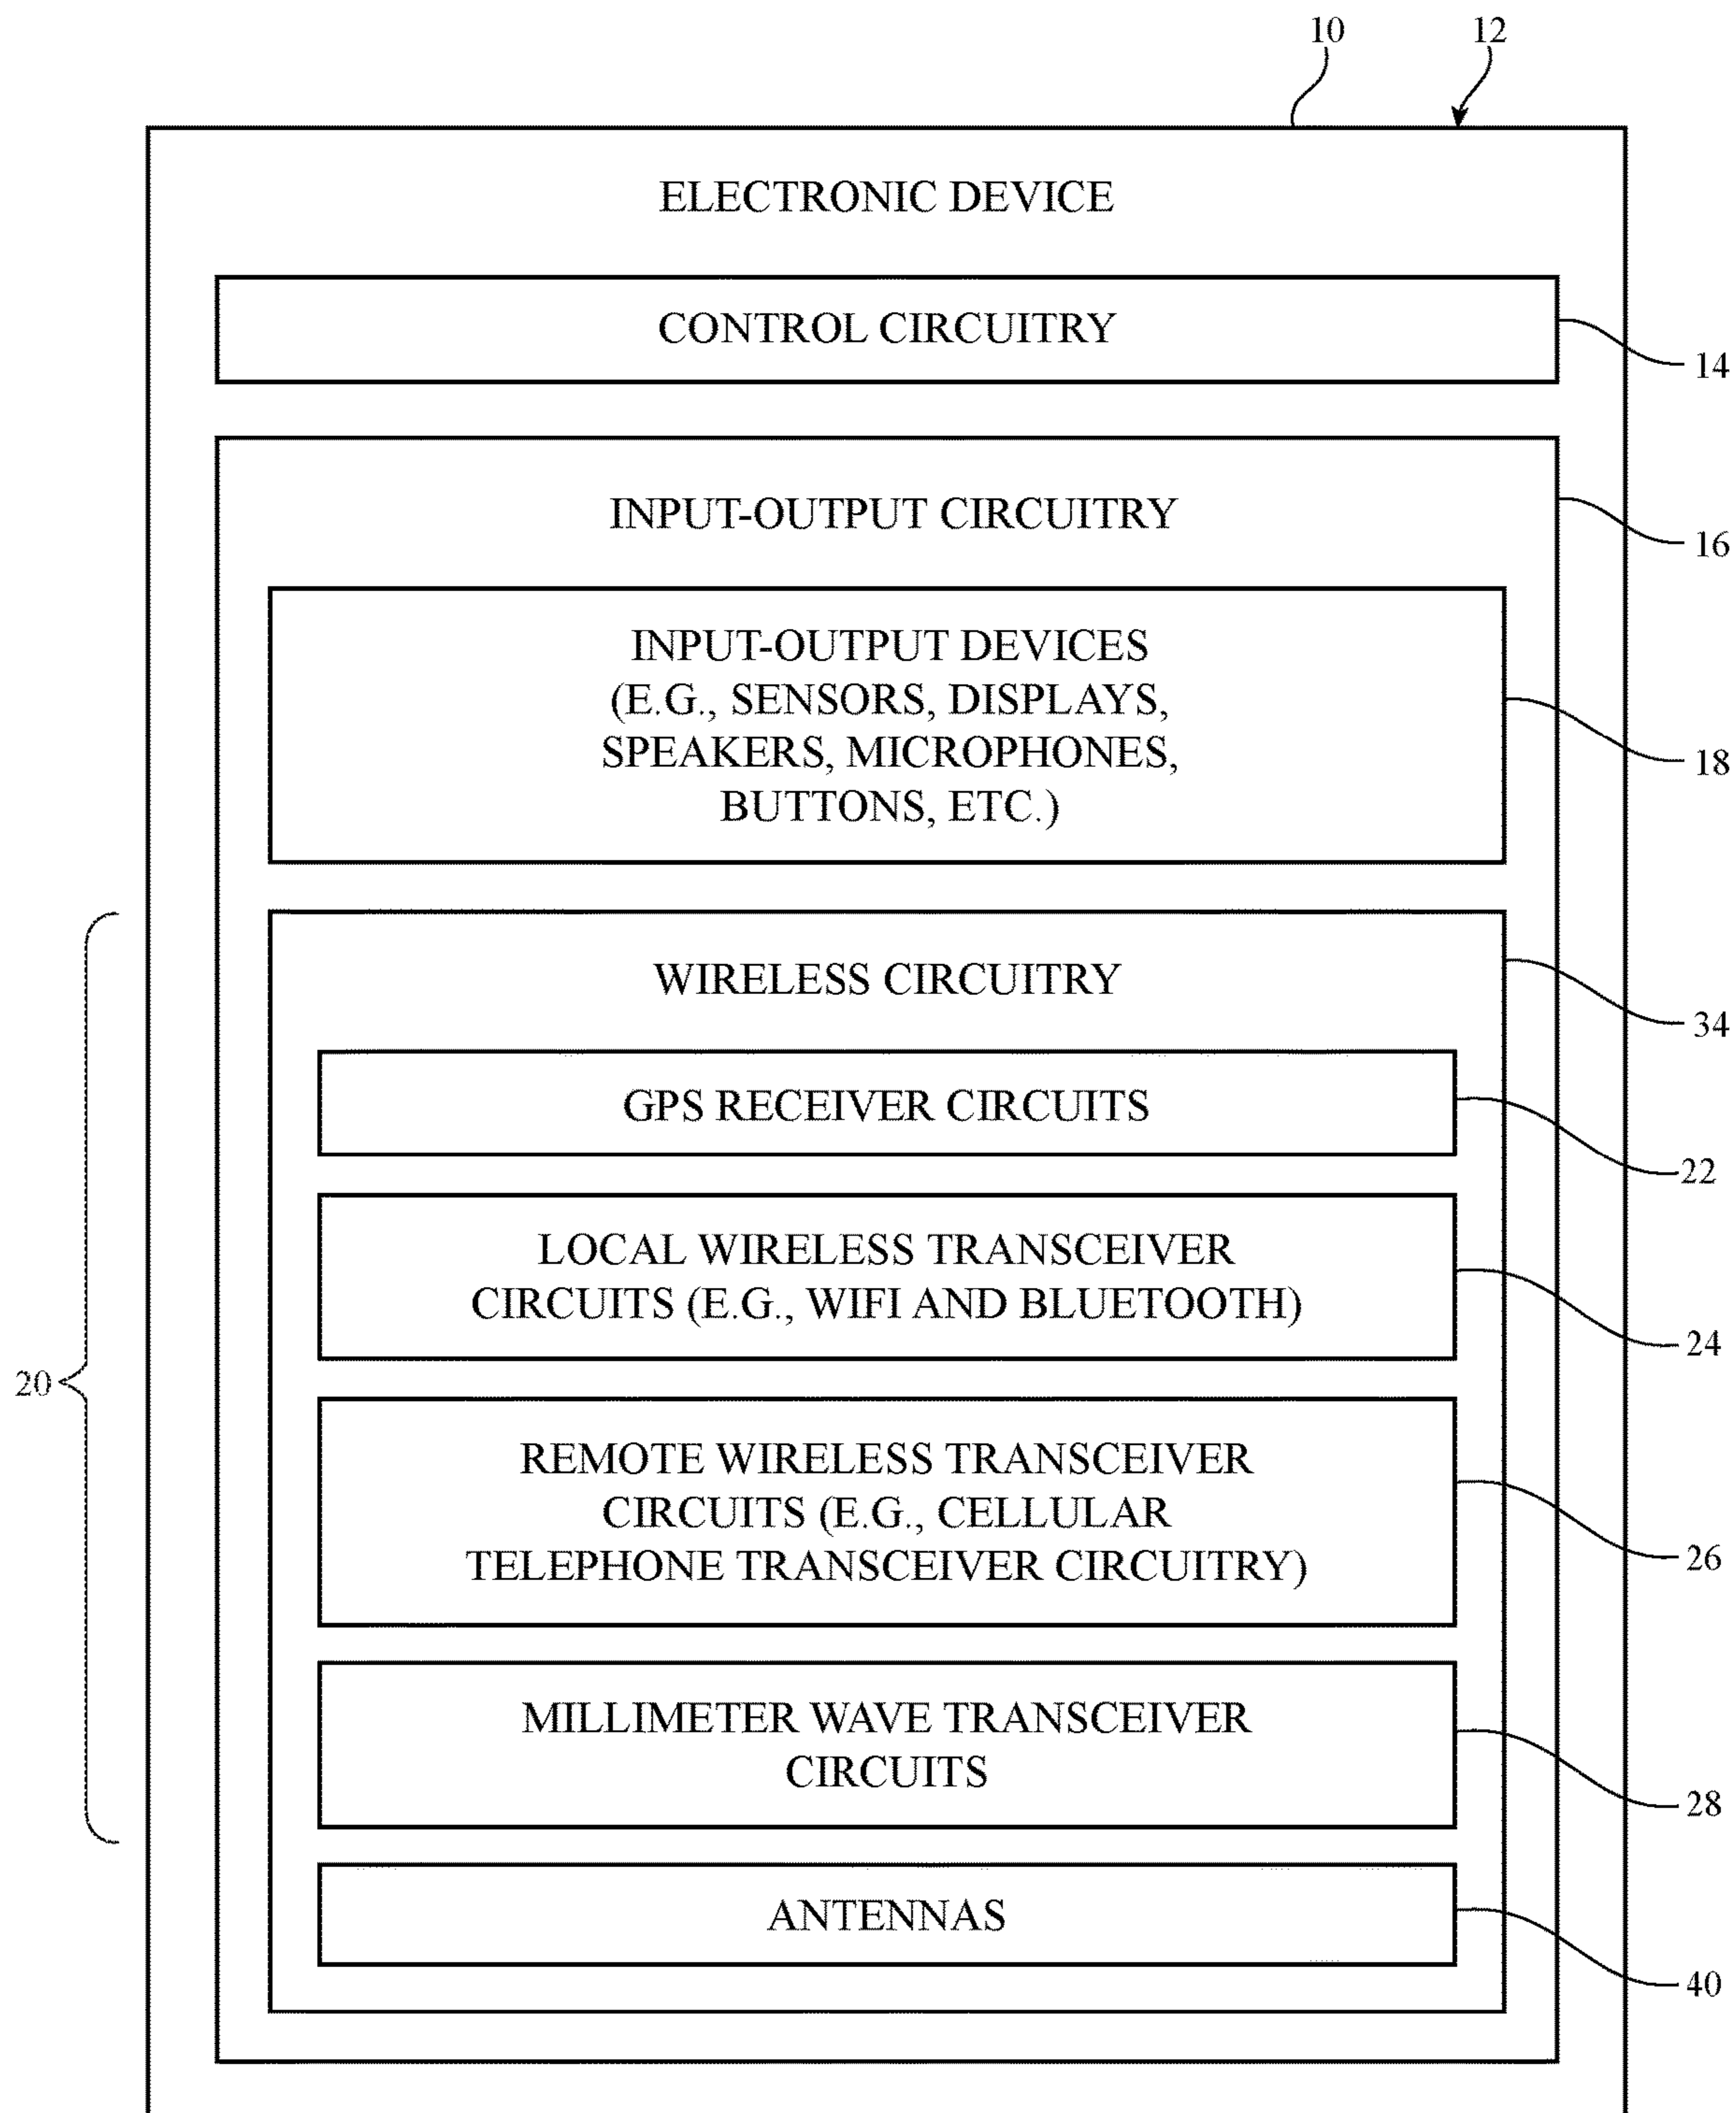 10
12
ELECTRONIC DEVICE
CONTROL CIRCUITRY
14
INPUT-OUTPUT CIRCUITRY
16
INPUT-OUTPUT DEVICES
(E.G., SENSORS, DISPLAYS,
SPEAKERS, MICROPHONES,
BUTTONS, ETC.)
18
WIRELESS CIRCUITRY
34
GPS RECEIVER CIRCUITS
22
LOCAL WIRELESS TRANSCEIVER
CIRCUITS (E.G., WIFI AND BLUETOOTH)
24
20
REMOTE WIRELESS TRANSCEIVER
CIRCUITS (E.G., CELLULAR
TELEPHONE TRANSCEIVER CIRCUITRY)
26
MILLIMETER WAVE TRANSCEIVER
CIRCUITS
28
ANTENNAS
40